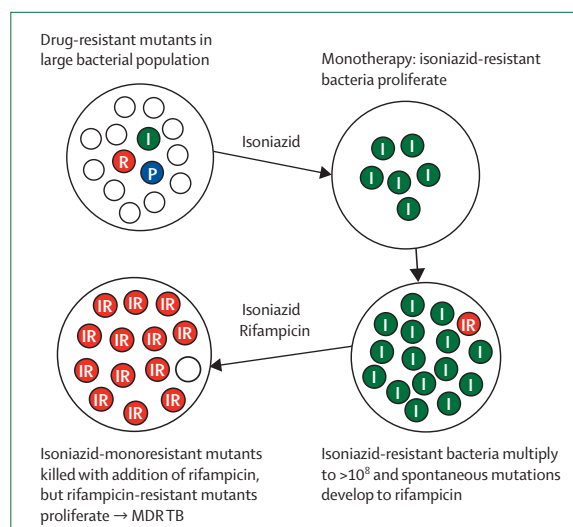 Drug-resistant mutants in
large bacterial population
Monotherapy: isoniazid-resistant
bacteria proliferate
I
R
P
Isoniazid
I I
I I I
I
IR IR IR
IR IR IR IR
IR IR IR
IR IR IR
Isoniazid
Rifampicin
I I
I I IR
I I I I
I I I I I
I I
Isoniazid-monoresistant mutants
killed with addition of rifampicin,
but rifampicin-resistant mutants
proliferate → MDR TB
Isoniazid-resistant bacteria multiply
to >10⁸ and spontaneous mutations
develop to rifampicin